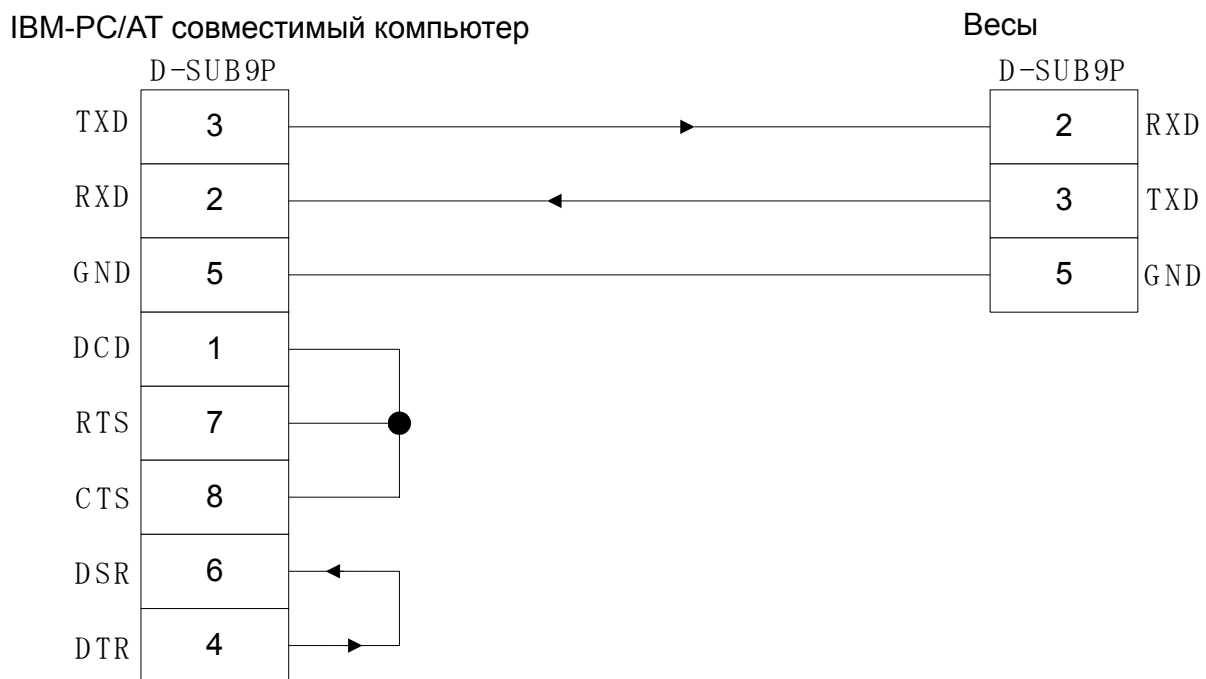 IBM-PC/AT совместимый компьютер Весы
D-SUB9P D-SUB9P
TXD 3 2 RXD
RXD 2 3 TXD
GND 5 5 GND
DCD 1
RTS 7
CTS 8
DSR 6
DTR 4